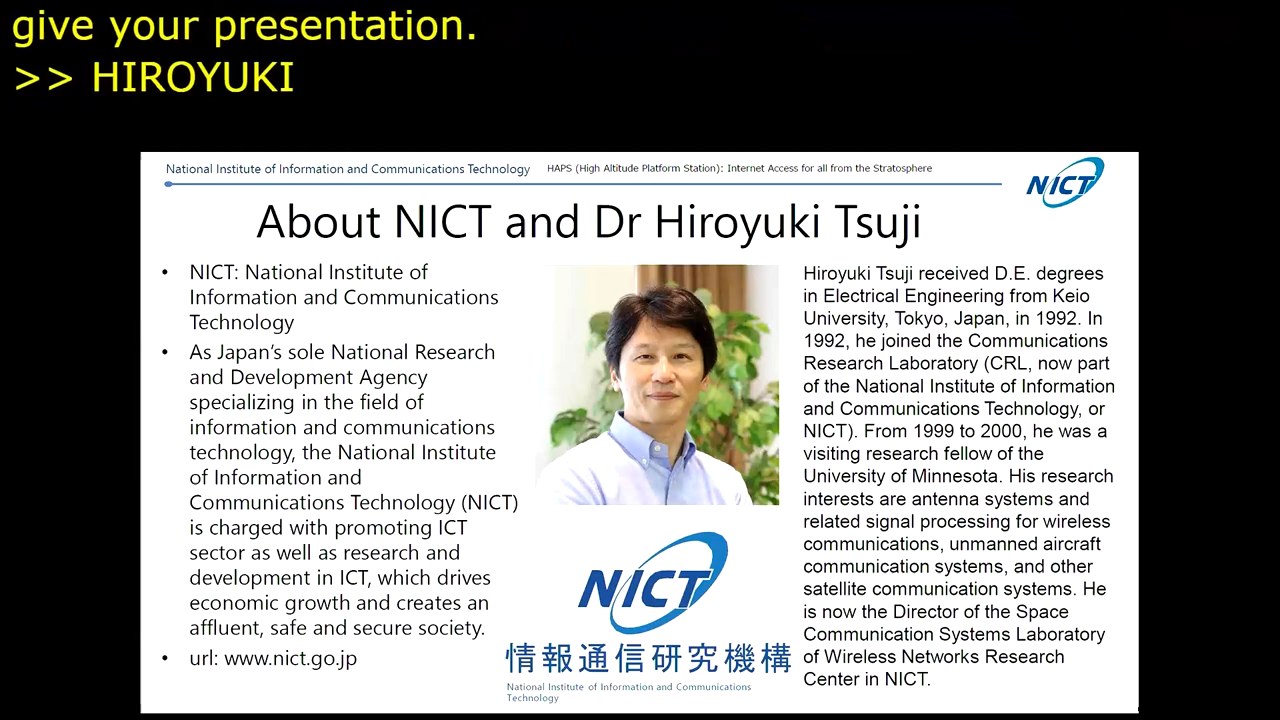 give your presentation.
>> HIROYUKI
National Institute of Information and Communications Technology
HAPS (High Altitude Platform Station): Internet Access for all from the Stratosphere
NICT
About NICT and Dr Hiroyuki Tsuji
• NICT: National Institute of
Information and Communications
Technology
• As Japan's sole National Research
and Development Agency
specializing in the field of
information and communications
technology, the National Institute
of Information and
Communications Technology (NICT)
is charged with promoting ICT
sector as well as research and
development in ICT, which drives
economic growth and creates an
affluent, safe and secure society.
• url: www.nict.go.jp
NICT
情報通信研究機構
National Institute of Information and Communications
Technology
Hiroyuki Tsuji received D.E. degrees
in Electrical Engineering from Keio
University, Tokyo, Japan, in 1992. In
1992, he joined the Communications
Research Laboratory (CRL, now part
of the National Institute of Information
and Communications Technology, or
NICT). From 1999 to 2000, he was a
visiting research fellow of the
University of Minnesota. His research
interests are antenna systems and
related signal processing for wireless
communications, unmanned aircraft
communication systems, and other
satellite communication systems. He
is now the Director of the Space
Communication Systems Laboratory
of Wireless Networks Research
Center in NICT.